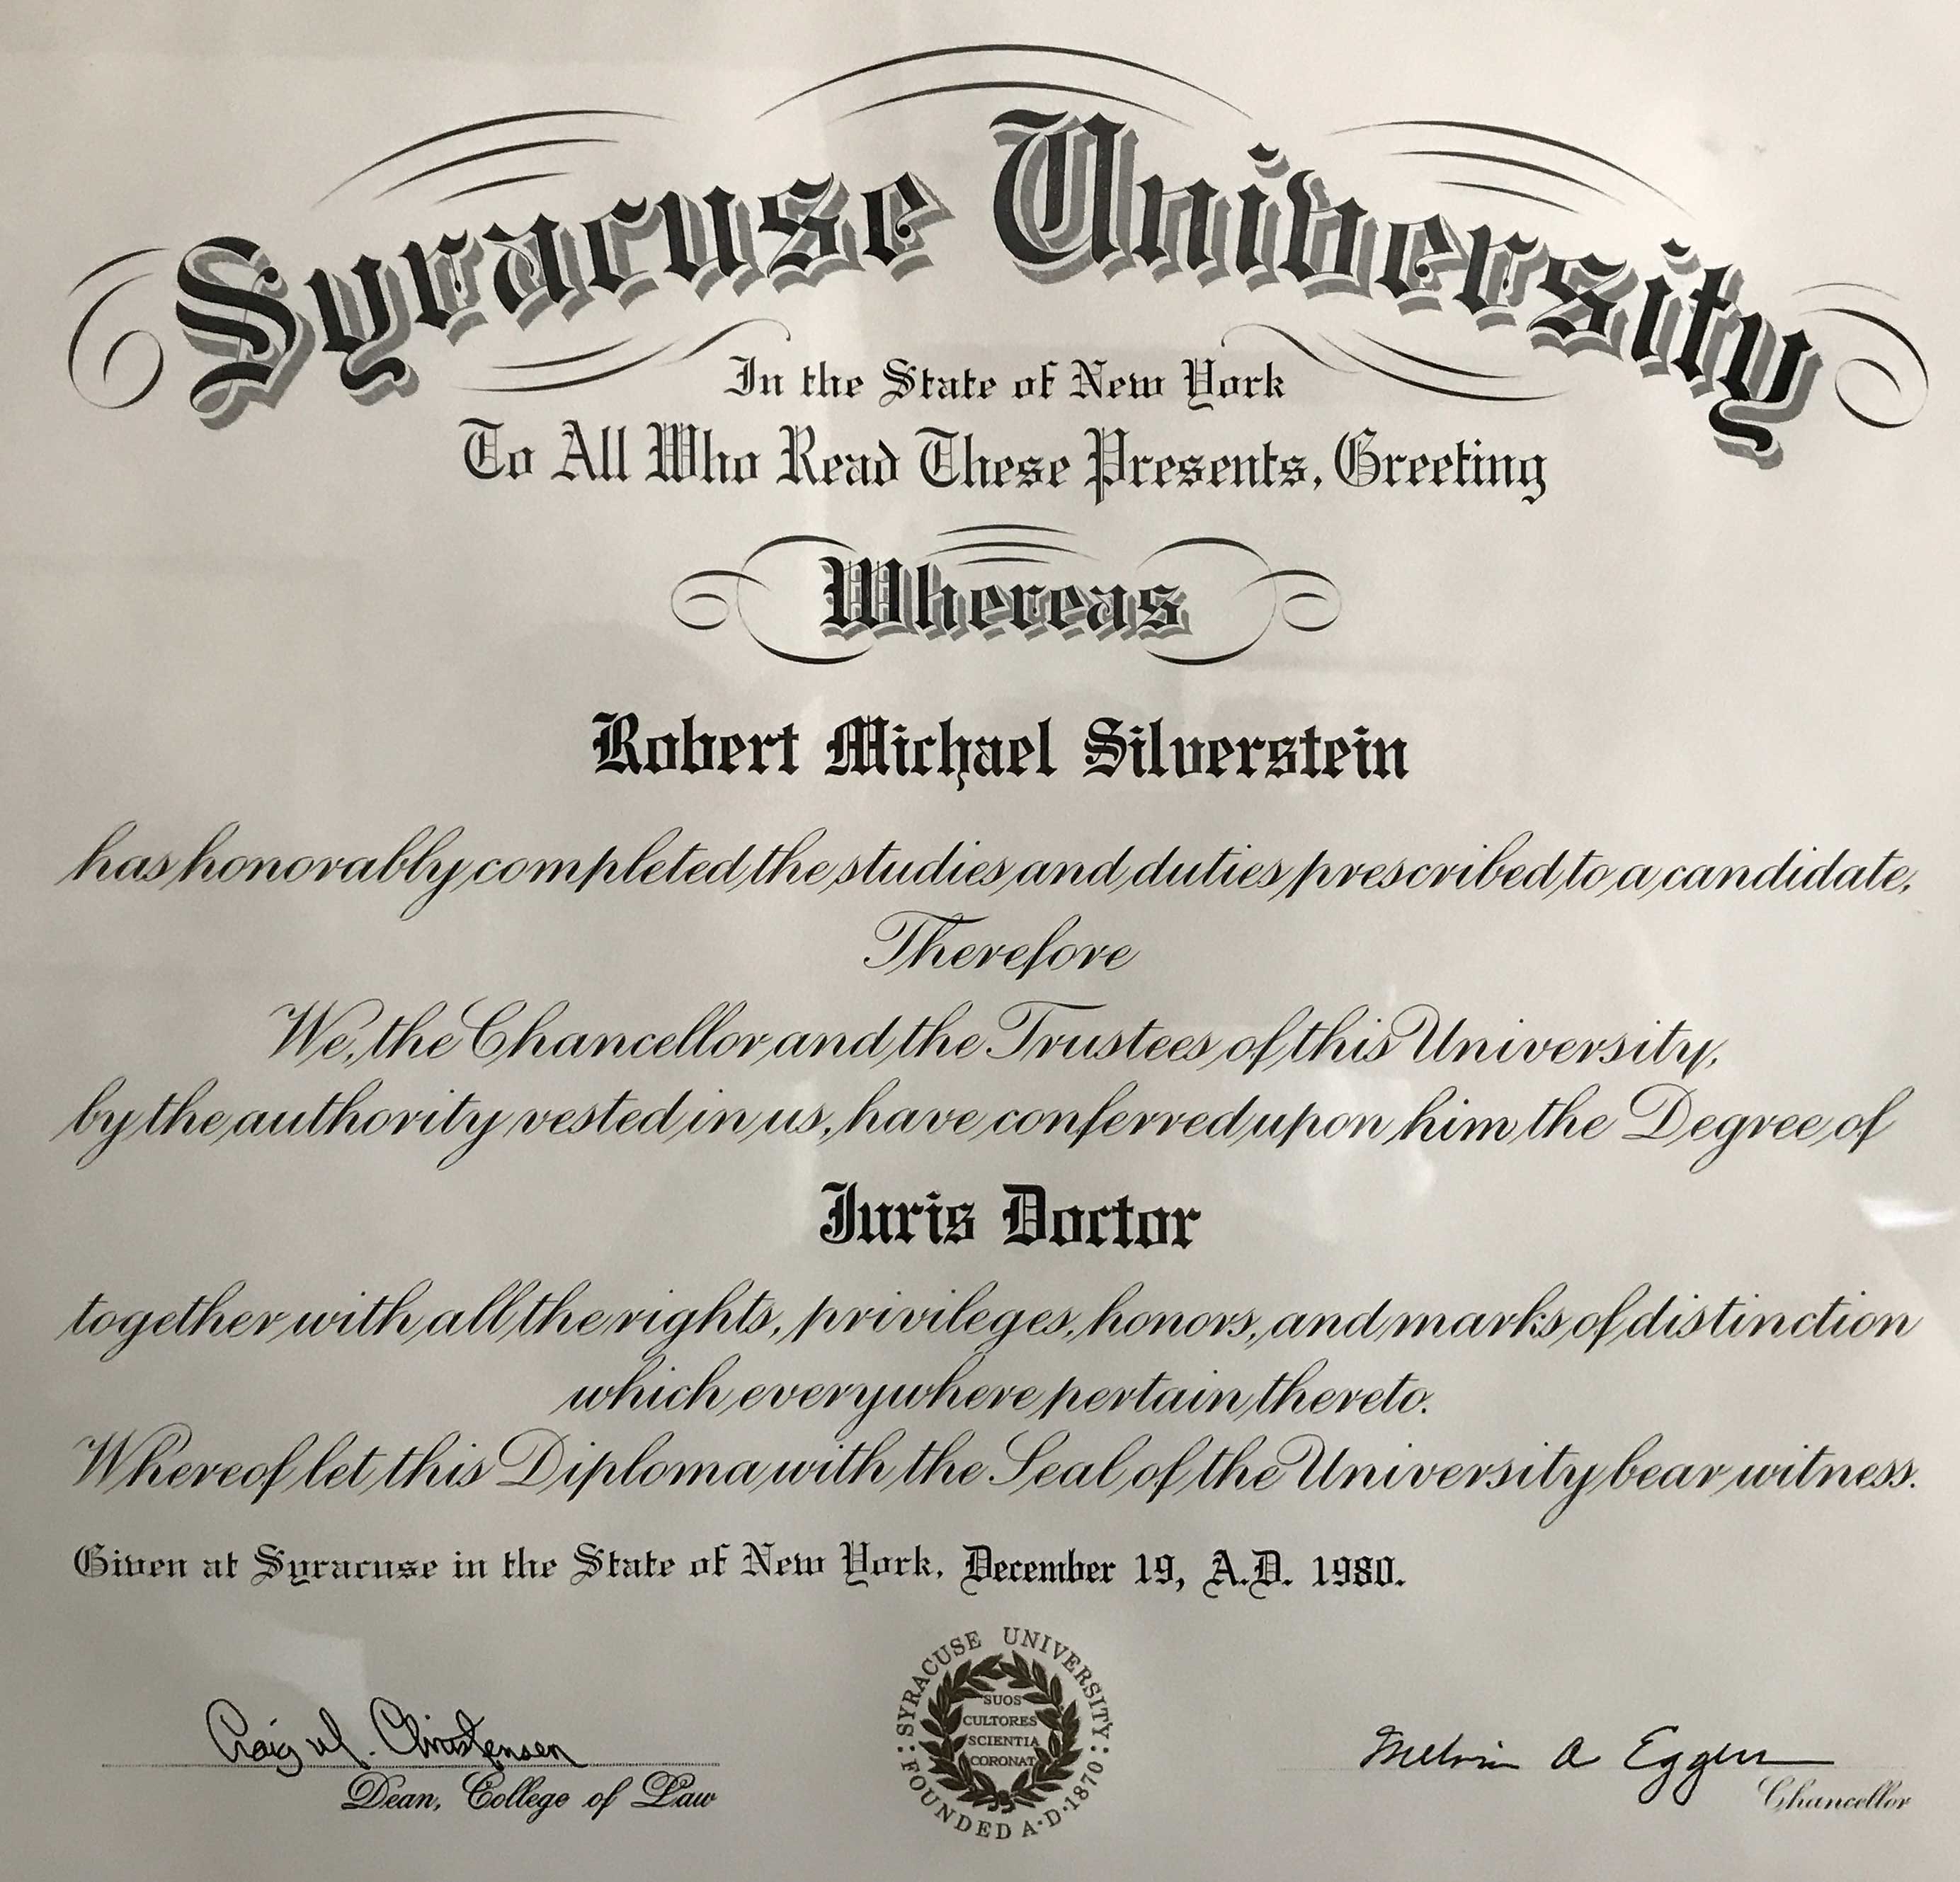 Syracuse University
In the State of New York
To All Who Read These Presents, Greeting
Whereas
Robert Michael Silverstein
has honorably completed the studies and duties prescribed to a candidate,
Therefore
We, the Chancellor and the Trustees of this University,
by the authority vested in us, have conferred upon him the Degree of
Juris Doctor
together with all the rights, privileges, honors, and marks of distinction
which everywhere pertain thereto.
Whereof let this Diploma with the Seal of the University bear witness.
Given at Syracuse in the State of New York, December 19, A.D. 1980.
Craig W. Christensen
Dean, College of Law
SYRACUSE UNIVERSITY
FOUNDED A·D·1870
SUOS
CULTORES
SCIENTIA
CORONAT
Melvin A Eggers
Chancellor